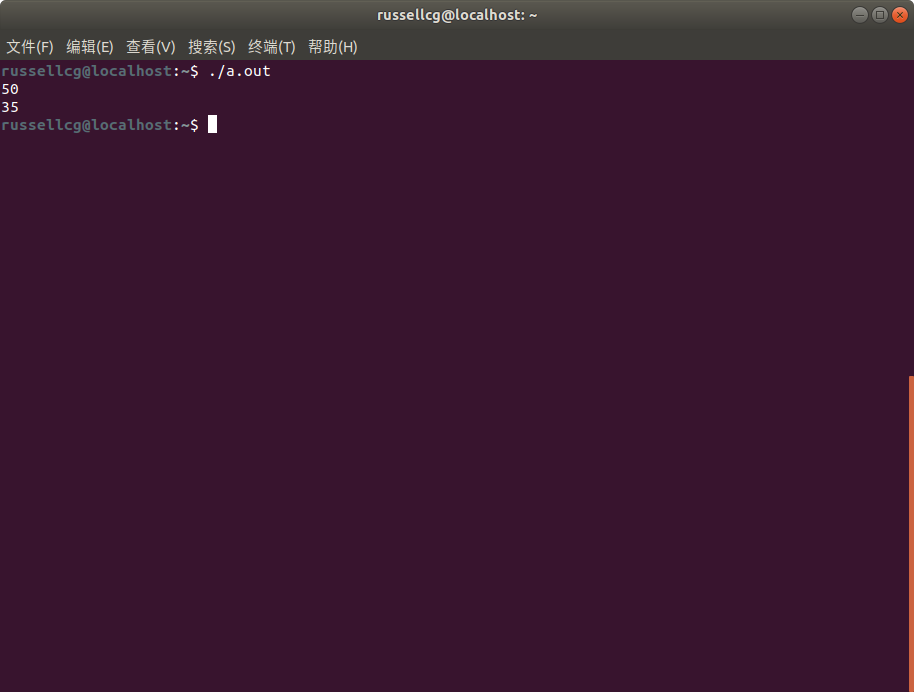 russellcg@localhost: ~
文件(F) 编辑(E) 查看(V) 搜索(S) 终端(T) 帮助(H)
russellcg@localhost:~$ ./a.out
50
35
russellcg@localhost:~$